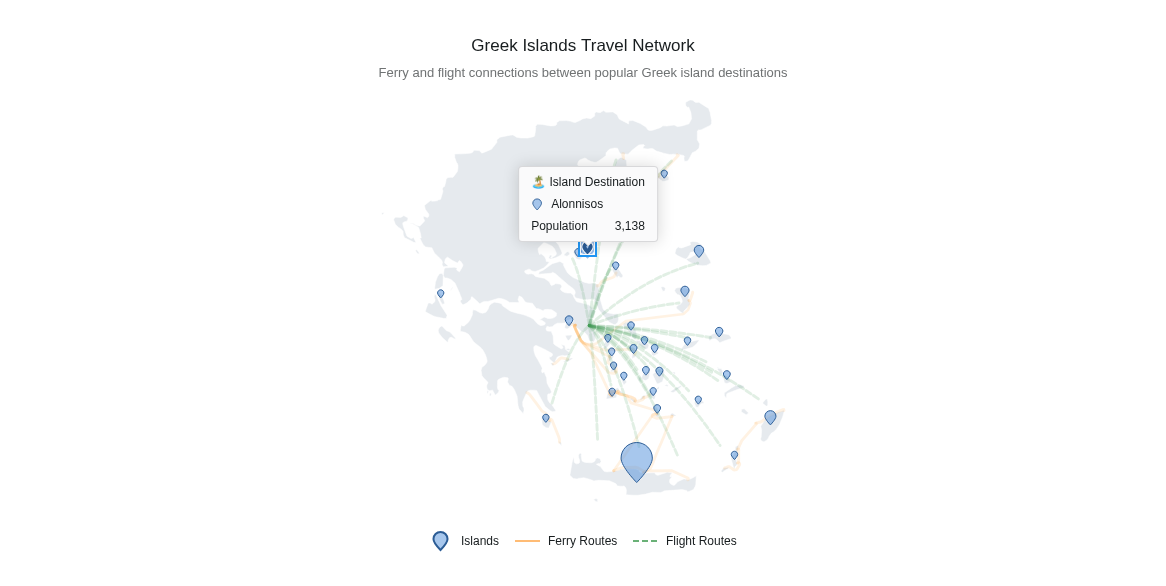 Greek Islands Travel Network
Ferry and flight connections between popular Greek island destinations
🏝️ Island Destination
Alonnisos
Population 3,138
Islands
Ferry Routes
Flight Routes